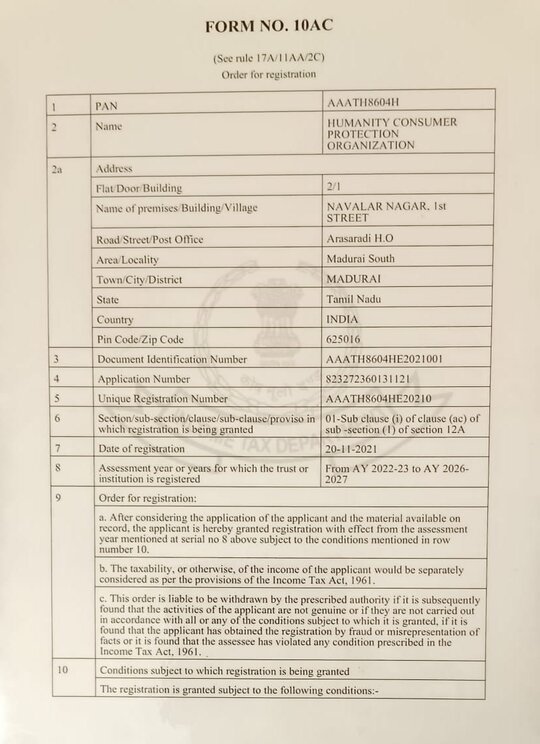 FORM NO. 10AC
(See rule 17A/11AA/2C)
Order for registration
1 PAN AAATH8604H
2 Name HUMANITY CONSUMER
PROTECTION
ORGANIZATION
2a Address
Flat/Door/Building 2/1
Name of premises/Building/Village NAVALAR NAGAR, 1st
STREET
Road/Street/Post Office Arasaradi H.O
Area/Locality Madurai South
Town/City/District MADURAI
State Tamil Nadu
Country INDIA
Pin Code/Zip Code 625016
3 Document Identification Number AAATH8604HE2021001
4 Application Number 823272360131121
5 Unique Registration Number AAATH8604HE20210
6 Section/sub-section/clause/sub-clause/proviso in 01-Sub clause (i) of clause (ac) of
which registration is being granted sub -section (1) of section 12A
7 Date of registration 20-11-2021
8 Assessment year or years for which the trust or From AY 2022-23 to AY 2026-
institution is registered 2027
9 Order for registration:
a. After considering the application of the applicant and the material available on
record, the applicant is hereby granted registration with effect from the assessment
year mentioned at serial no 8 above subject to the conditions mentioned in row
number 10.
b. The taxability, or otherwise, of the income of the applicant would be separately
considered as per the provisions of the Income Tax Act, 1961.
c. This order is liable to be withdrawn by the prescribed authority if it is subsequently
found that the activities of the applicant are not genuine or if they are not carried out
in accordance with all or any of the conditions subject to which it is granted, if it is
found that the applicant has obtained the registration by fraud or misrepresentation of
facts or it is found that the assessee has violated any condition prescribed in the
Income Tax Act, 1961.
10 Conditions subject to which registration is being granted
The registration is granted subject to the following conditions:-